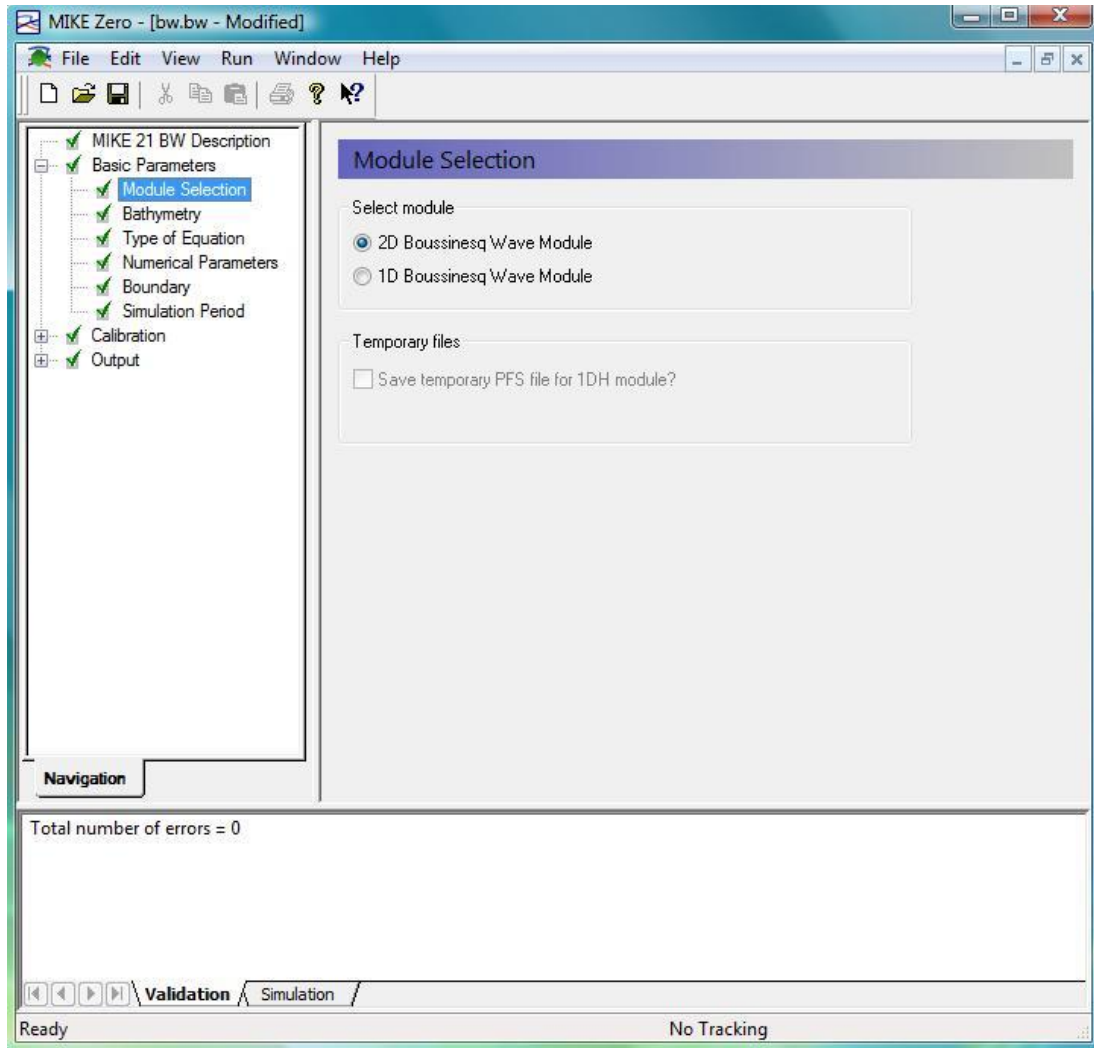 MIKE Zero - [bw.bw - Modified]
File Edit View Run Window Help
MIKE 21 BW Description
Basic Parameters
Module Selection
Bathymetry
Type of Equation
Numerical Parameters
Boundary
Simulation Period
Calibration
Output
Navigation
Module Selection
Select module
2D Boussinesq Wave Module
1D Boussinesq Wave Module
Temporary files
Save temporary PFS file for 1DH module?
Total number of errors = 0
Validation Simulation
Ready No Tracking